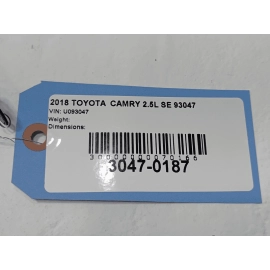 2018 TOYOTA CAMRY 2.5L SE 93047
VIN: U093047
Weight:
Dimensions:
3047-0187